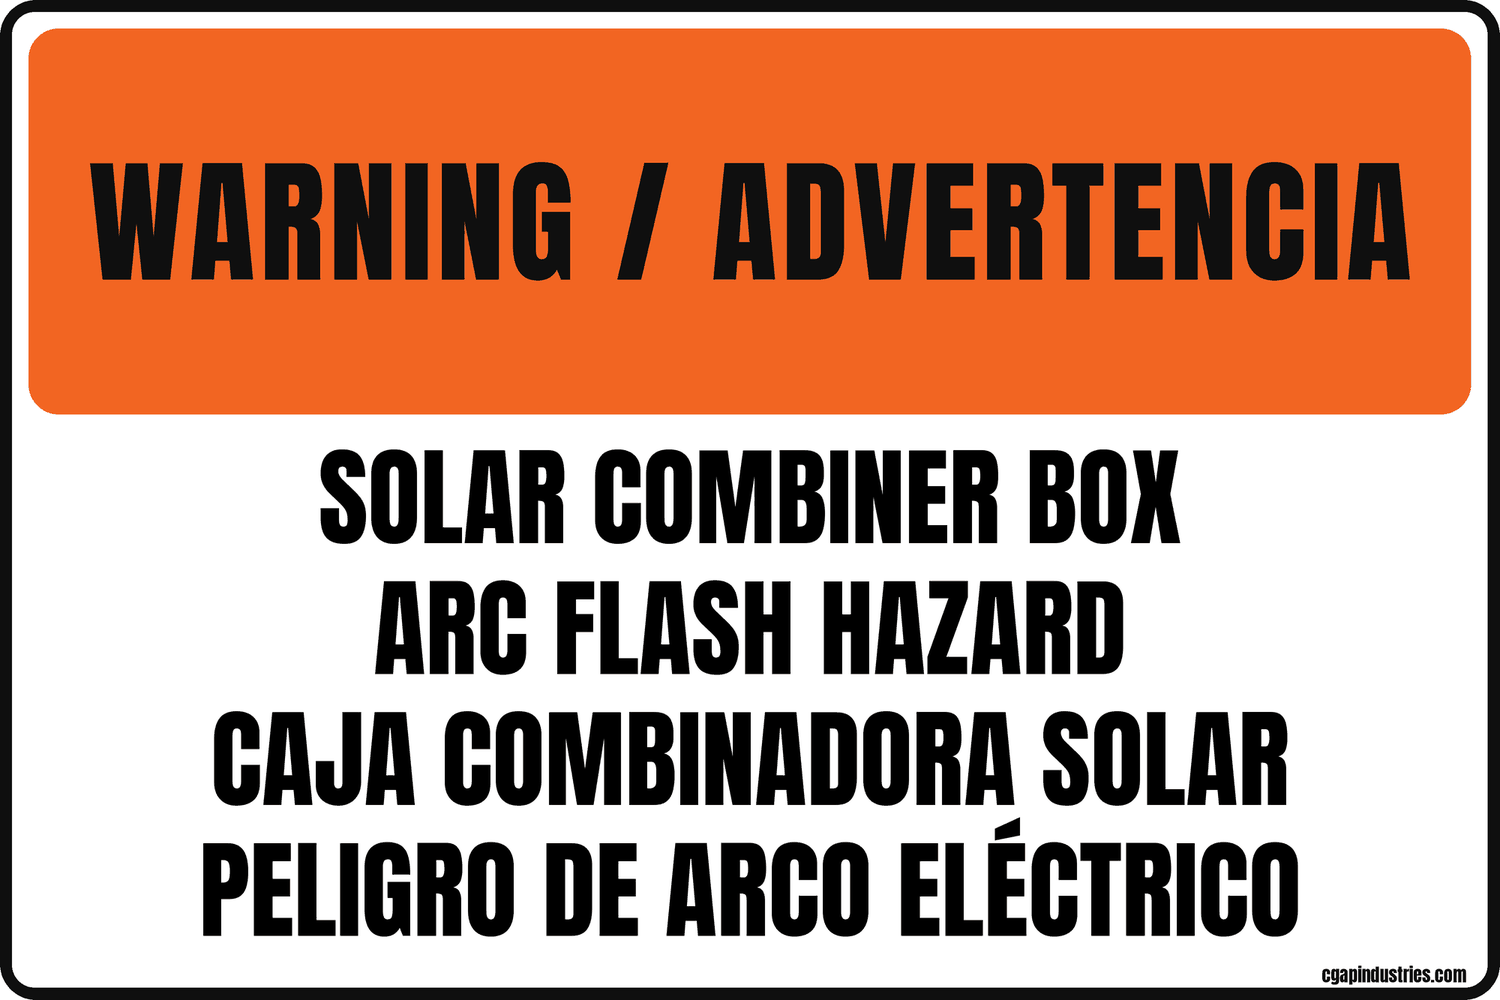 WARNING / ADVERTENCIA
SOLAR COMBINER BOX
ARC FLASH HAZARD
CAJA COMBINADORA SOLAR
PELIGRO DE ARCO ELÉCTRICO
cgapindustries.com